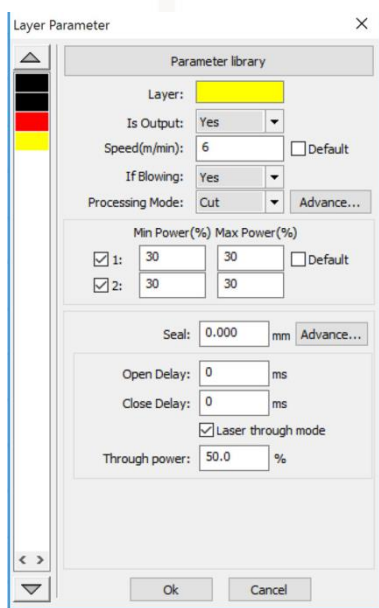 Layer Parameter
Parameter library
Layer:
Is Output: Yes
Speed(m/min): 6 Default
If Blowing: Yes
Processing Mode: Cut Advance...
Min Power(%) Max Power(%)
1: 30 30 Default
2: 30 30
Seal: 0.000 mm Advance...
Open Delay: 0 ms
Close Delay: 0 ms
Laser through mode
Through power: 50.0 %
Ok Cancel